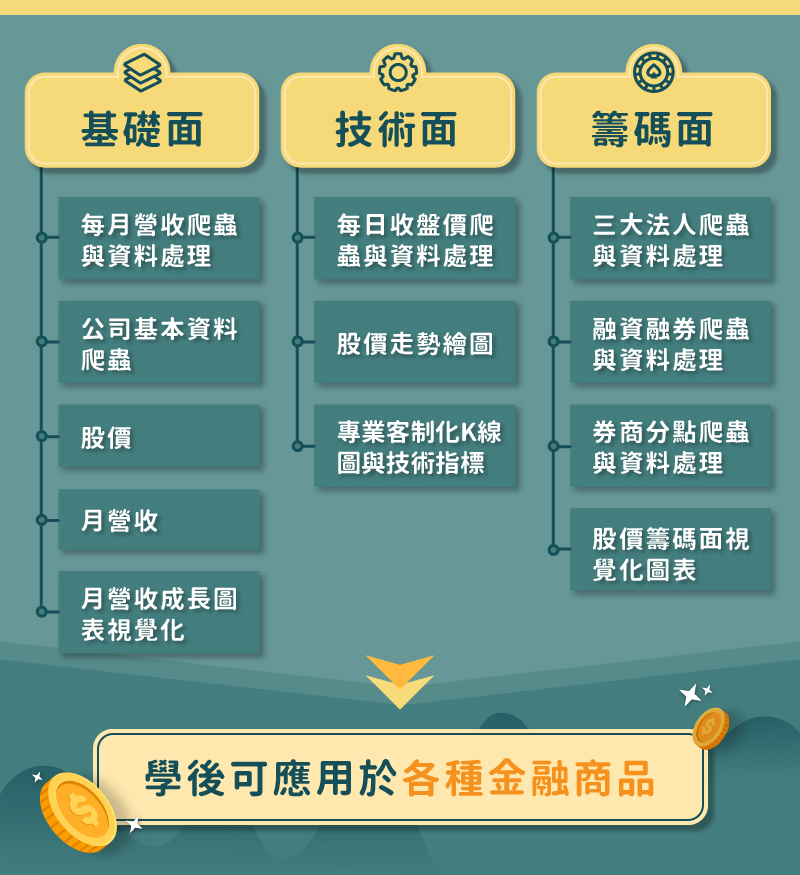 基礎面
每月營收爬蟲
與資料處理
公司基本資料
爬蟲
股價
月營收
月營收成長圖
表視覺化
技術面
每日收盤價爬
蟲與資料處理
股價走勢繪圖
專業客制化K線
圖與技術指標
籌碼面
三大法人爬蟲
與資料處理
融資融券爬蟲
與資料處理
券商分點爬蟲
與資料處理
股價籌碼面視
覺化圖表
學後可應用於各種金融商品